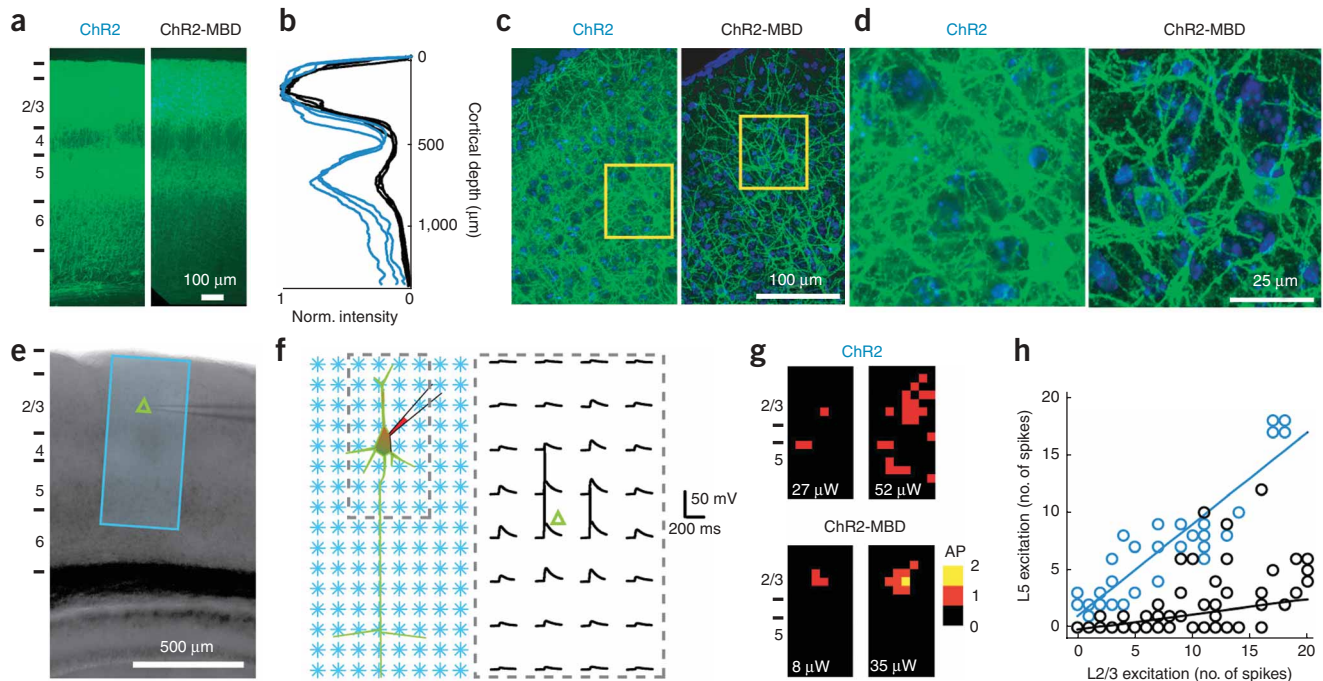 a
ChR2
ChR2-MBD
2/3
4
5
6
100 μm
b
0
500
1,000
Cortical depth (μm)
1
0
Norm. intensity
c
ChR2
ChR2-MBD
100 μm
d
ChR2
ChR2-MBD
25 μm
e
2/3
4
5
6
500 μm
f
50 mV
200 ms
g
ChR2
2/3
5
27 μW
52 μW
ChR2-MBD
2/3
5
8 μW
35 μW
AP
2
1
0
h
20
15
10
5
0
L5 excitation (no. of spikes)
0
5
10
15
20
L2/3 excitation (no. of spikes)